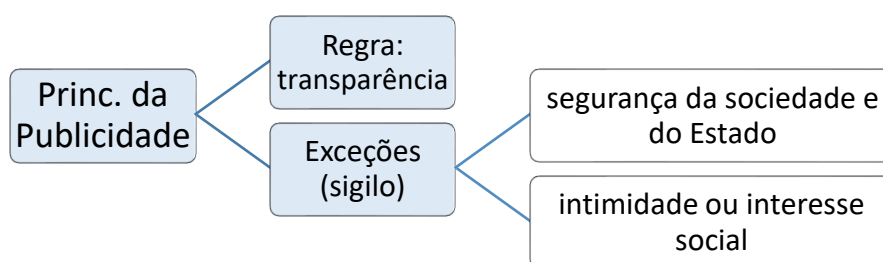 Princ. da
Publicidade
Regra:
transparência
Exceções
(sigilo)
segurança da sociedade e
do Estado
intimidade ou interesse
social